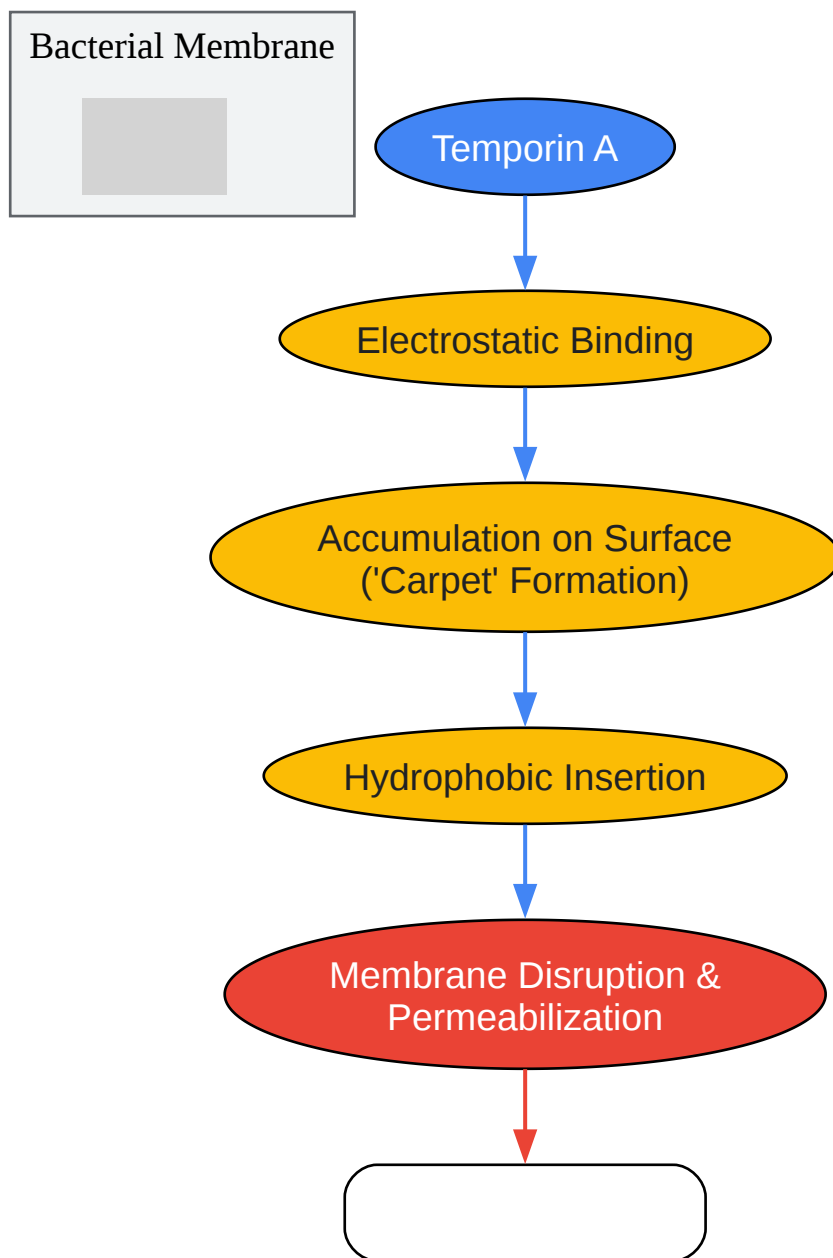 Bacterial Membrane
Temporin A
Electrostatic Binding
Accumulation on Surface
('Carpet' Formation)
Hydrophobic Insertion
Membrane Disruption &
Permeabilization